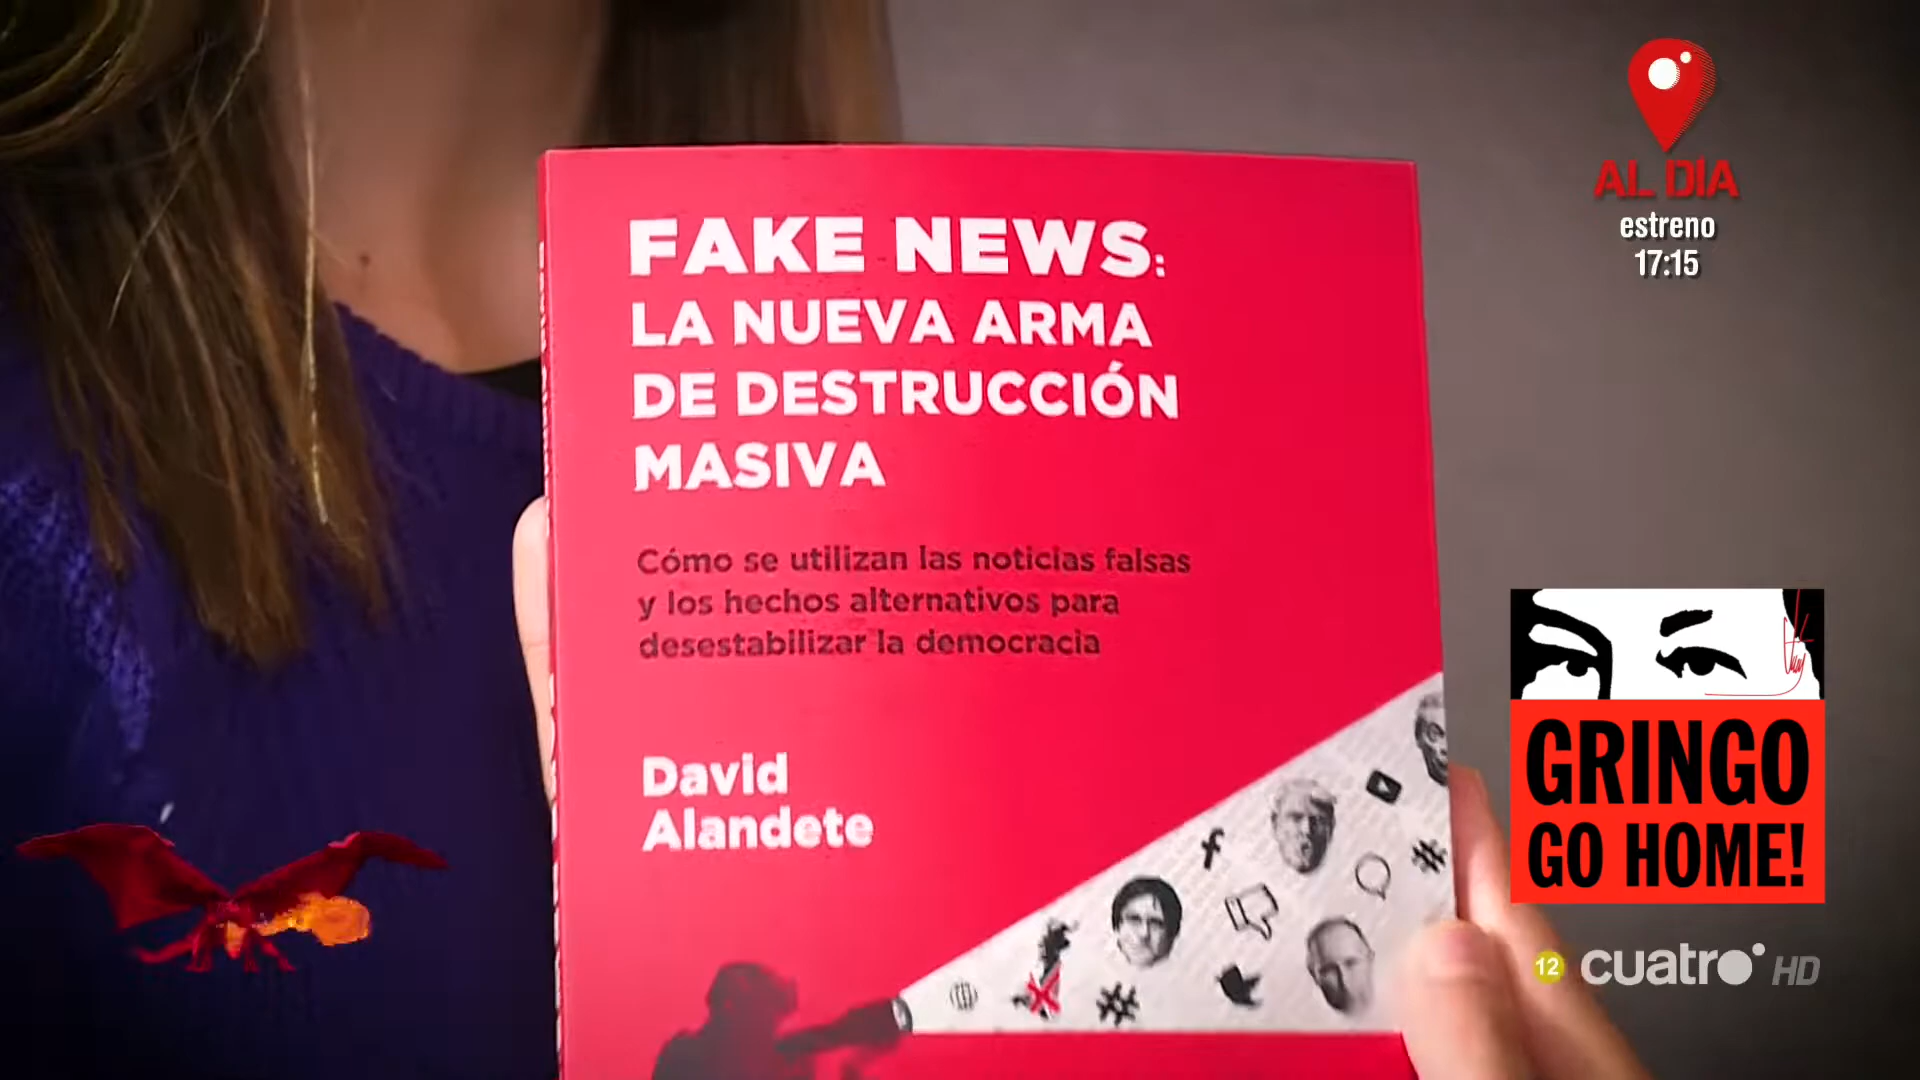 FAKE NEWS:
LA NUEVA ARMA
DE DESTRUCCIÓN
MASIVA
Cómo se utilizan las noticias falsas
y los hechos alternativos para
desestabilizar la democracia
David
Alandete
AL DÍA
estreno
17:15
GRINGO
GO HOME!
12 cuatro HD